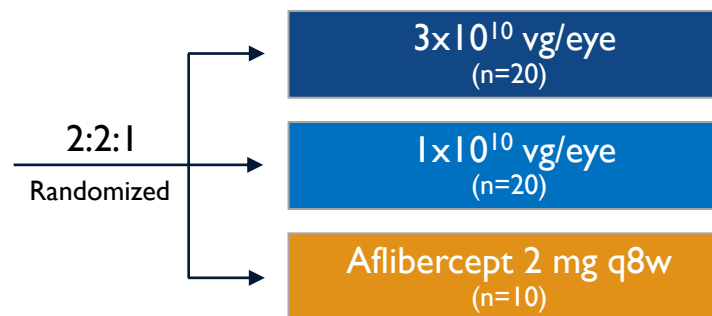 3x10¹⁰ vg/eye
(n=20)
2:2:1
Randomized
1x10¹⁰ vg/eye
(n=20)
Aflibercept 2 mg q8w
(n=10)